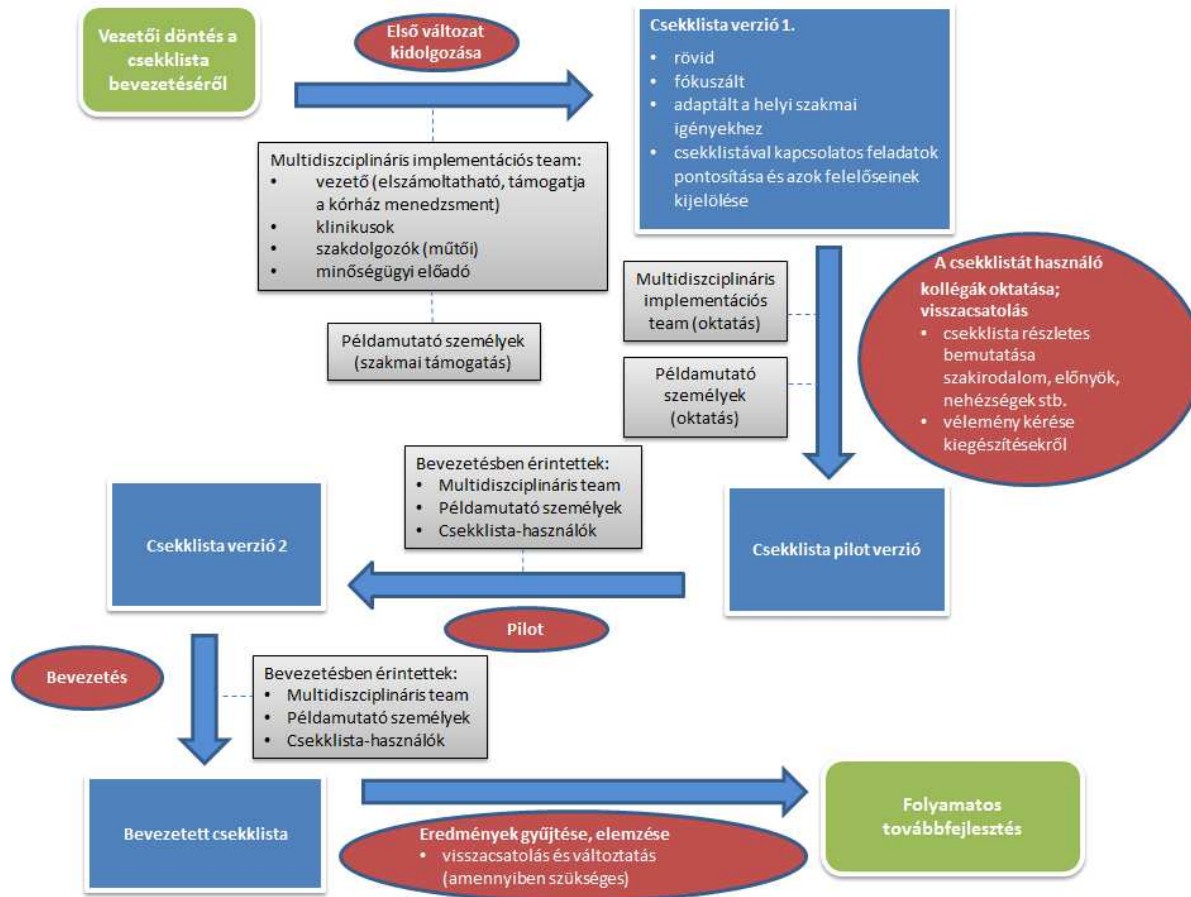 Vezetői döntés a
csekklista
bevezetéséről
Első változat
kidolgozása
Csekklista verzió 1.
• rövid
• fókuszált
• adaptált a helyi szakmai
igényekhez
• csekklistával kapcsolatos feladatok
pontosítása és azok felelőseinek
kijelölése
Multidiszciplináris implementációs team:
• vezető (elszámoltatható, támogatja
a kórház menedzsment)
• klinikusok
• szakdolgozók (műtői)
• minőségügyi előadó
Példamutató személyek
(szakmai támogatás)
Multidiszciplináris
implementációs
team (oktatás)
Példamutató
személyek
(oktatás)
A csekklistát használó
kollégák oktatása;
visszacsatolás
• csekklista részletes
bemutatása
szakirodalom, előnyök,
nehézségek stb.
• vélemény kérése
kiegészítésekről
Csekklista pilot verzió
Bevezetésben érintettek:
• Multidiszciplináris team
• Példamutató személyek
• Csekklista-használók
Pilot
Csekklista verzió 2
Bevezetés
Bevezetésben érintettek:
• Multidiszciplináris team
• Példamutató személyek
• Csekklista-használók
Bevezetett csekklista
Eredmények gyűjtése, elemzése
• visszacsatolás és változtatás
(amennyiben szükséges)
Folyamatos
továbbfejlesztés